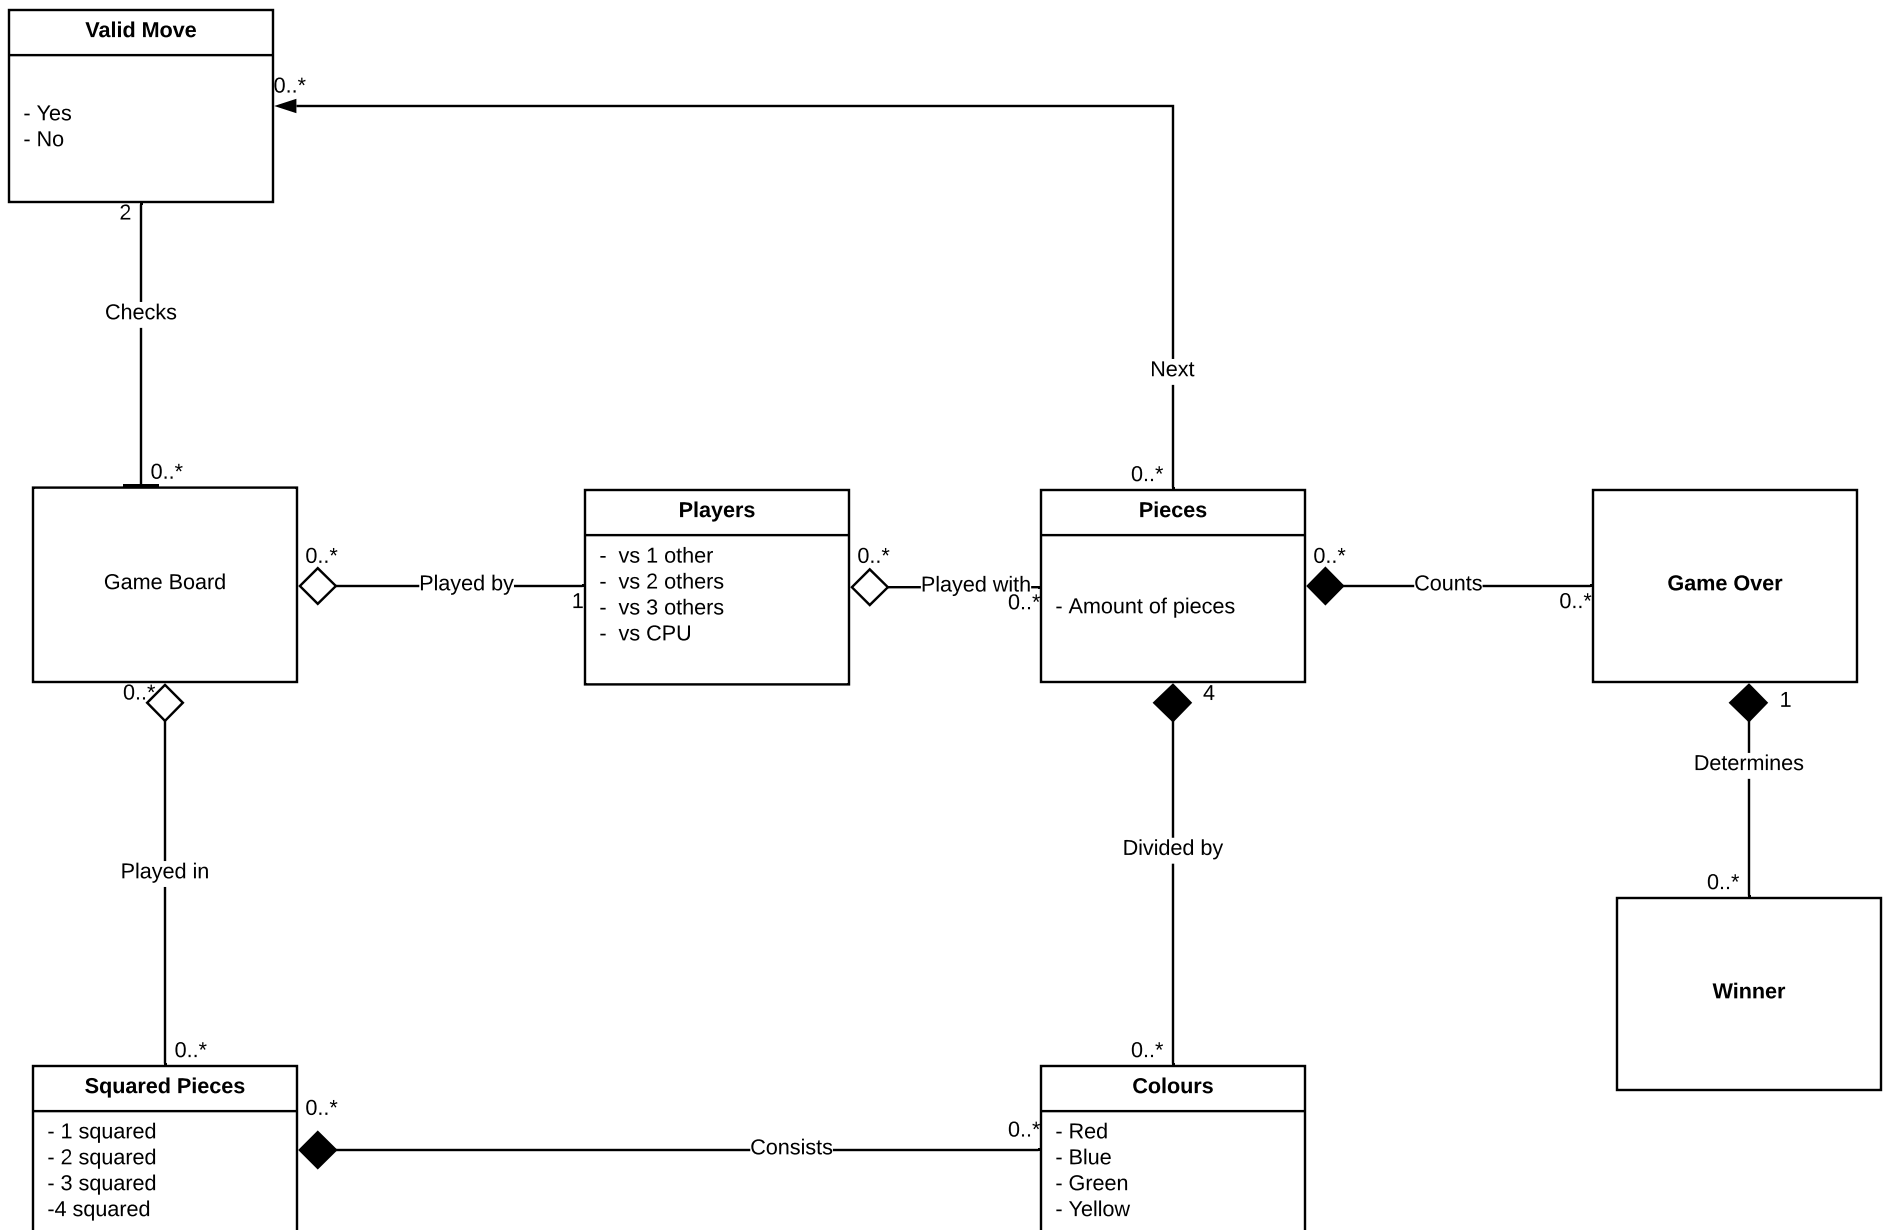 Valid Move
- Yes
- No
0..*
2
Checks
0..*
Next
0..*
Game Board
0..*
Played by
1
Players
-  vs 1 other
-  vs 2 others
-  vs 3 others
-  vs CPU
0..*
Played with
0..*
Pieces
- Amount of pieces
0..*
Counts
0..*
Game Over
0..*
Played in
0..*
4
Divided by
0..*
1
Determines
0..*
Winner
Squared Pieces
- 1 squared
- 2 squared
- 3 squared
-4 squared
0..*
Consists
0..*
Colours
- Red
- Blue
- Green
- Yellow